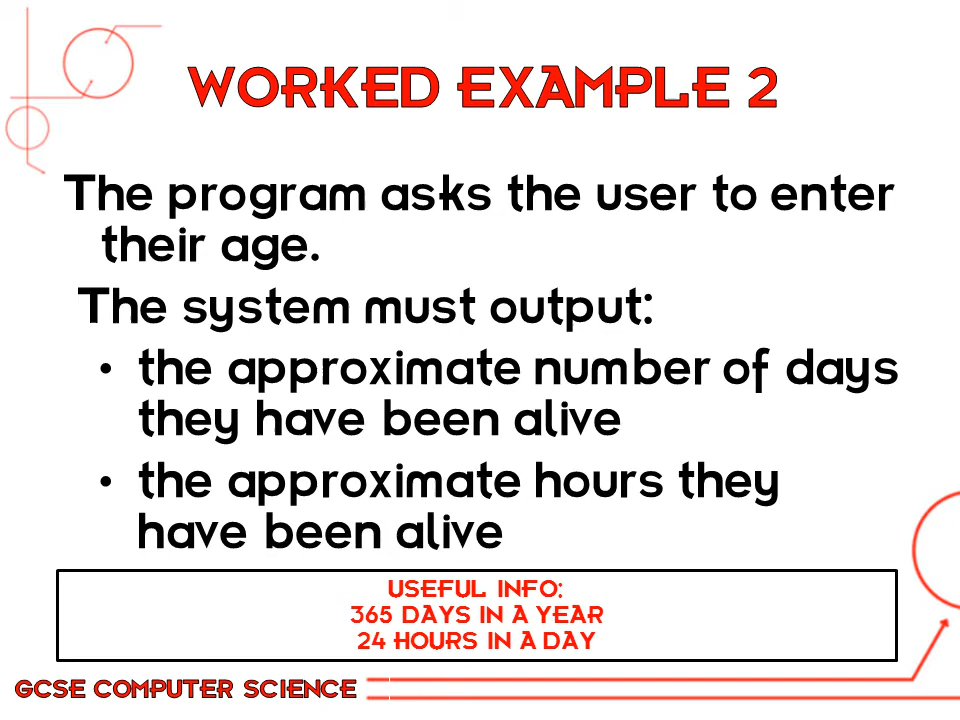 WORKED EXAMPLE 2
The program asks the user to enter
their age.
The system must output:
• the approximate number of days
they have been alive
• the approximate hours they
have been alive
USEFUL INFO:
365 DAYS IN A YEAR
24 HOURS IN A DAY
GCSE COMPUTER SCIENCE